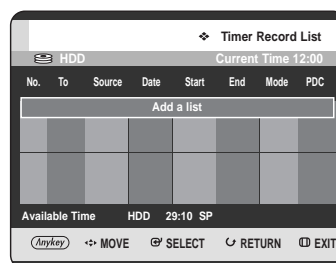 ❖ Timer Record List
HDD Current Time 12:00
No. To Source Date Start End Mode PDC
Add a list
Available Time HDD 29:10 SP
Anykey MOVE SELECT RETURN EXIT